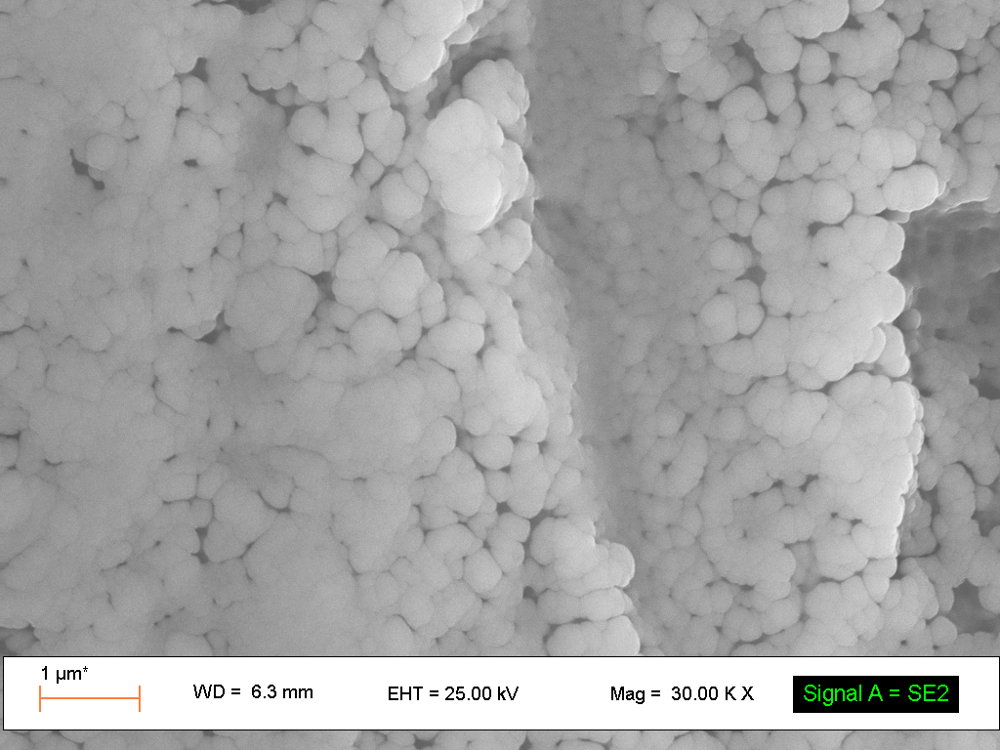 1 µm*
WD = 6.3 mm
EHT = 25.00 kV
Mag = 30.00 K X
Signal A = SE2